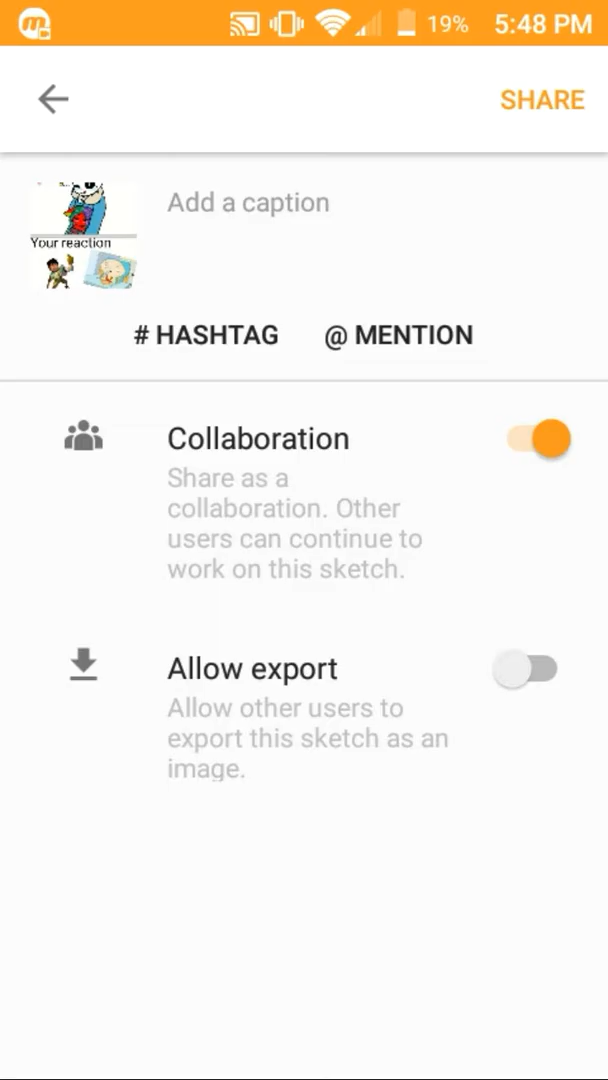 19% 5:48 PM
SHARE
Add a caption
Your reaction
# HASHTAG @ MENTION
Collaboration
Share as a
collaboration. Other
users can continue to
work on this sketch.
Allow export
Allow other users to
export this sketch as an
image.